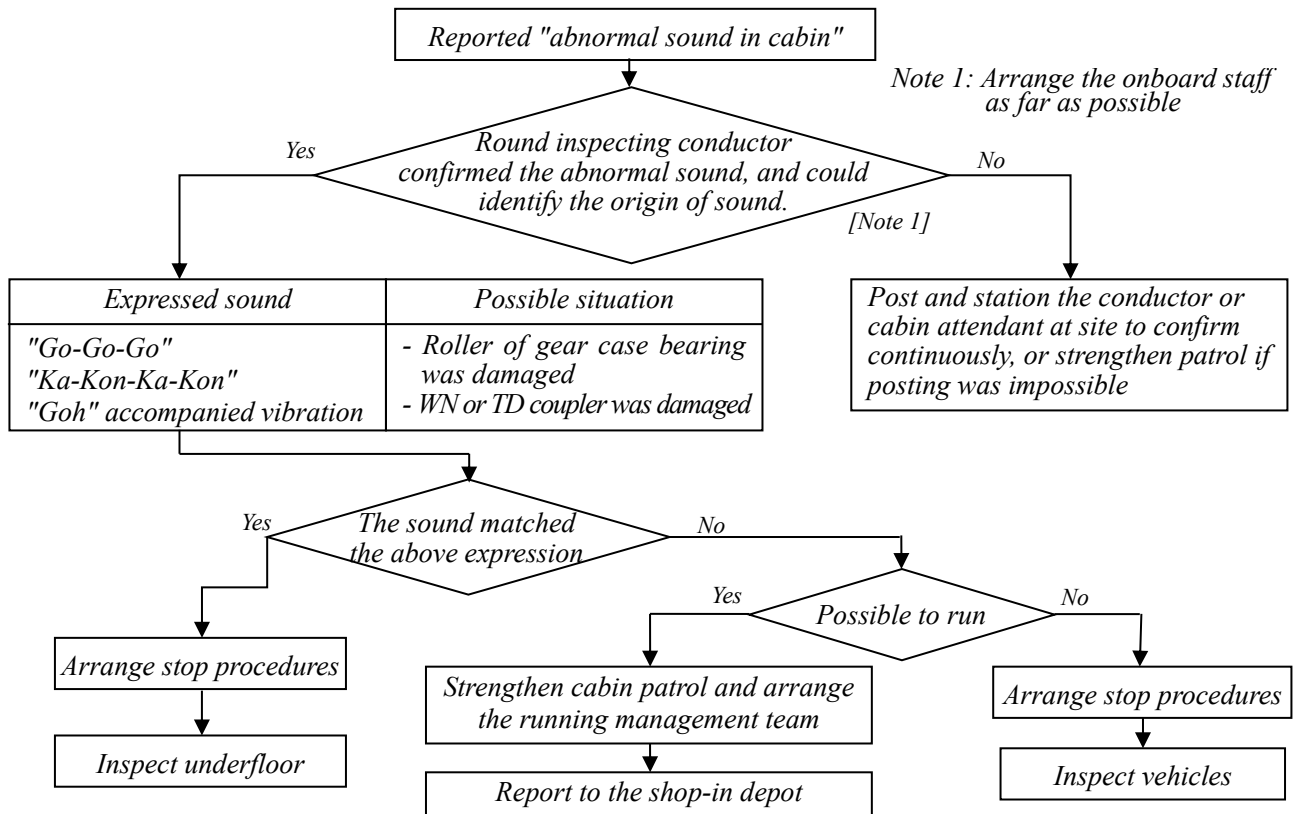 Reported "abnormal sound in cabin"
Note 1: Arrange the onboard staff
as far as possible
Round inspecting conductor
confirmed the abnormal sound, and could
identify the origin of sound.
Yes
No
[Note 1]
Expressed sound
Possible situation
"Go-Go-Go"
"Ka-Kon-Ka-Kon"
"Goh" accompanied vibration
- Roller of gear case bearing
was damaged
- WN or TD coupler was damaged
Post and station the conductor or
cabin attendant at site to confirm
continuously, or strengthen patrol if
posting was impossible
Yes
The sound matched
the above expression
No
Yes
Possible to run
No
Arrange stop procedures
Inspect underfloor
Strengthen cabin patrol and arrange
the running management team
Report to the shop-in depot
Arrange stop procedures
Inspect vehicles